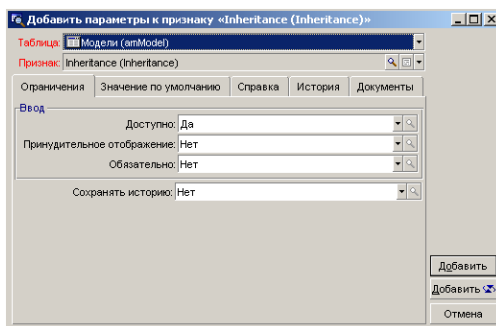 Добавить параметры к признаку «Inheritance (Inheritance)»
Таблица: Модели (amModel)
Признак: Inheritance (Inheritance)
Ограничения Значение по умолчанию Справка История Документы
Ввод
Доступно: Да
Принудительное отображение: Нет
Обязательно: Нет
Сохранять историю: Нет
Добавить
Добавить
Отмена